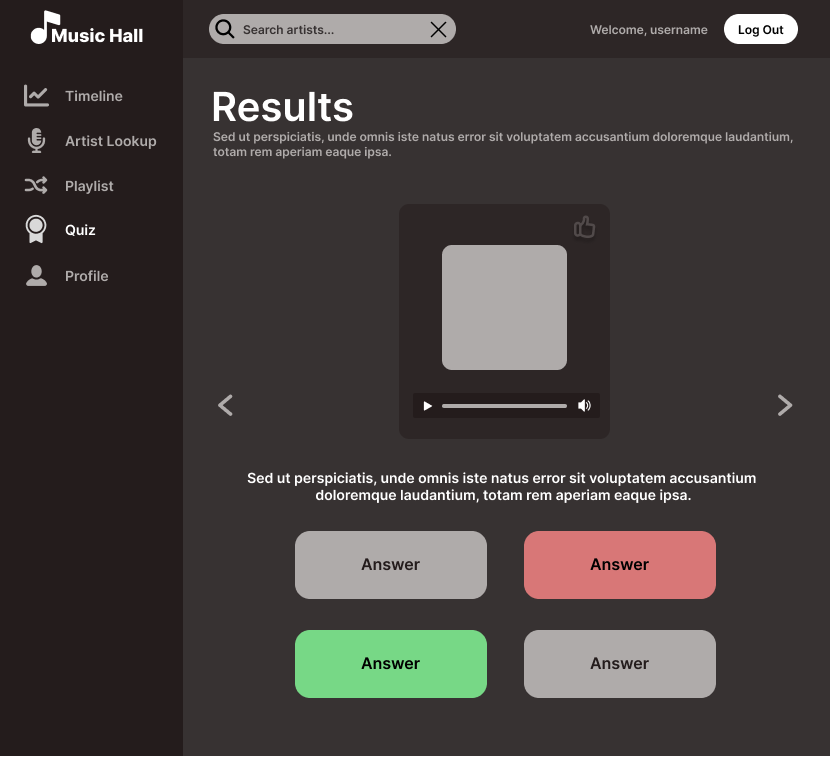 Music Hall
Search artists...
Welcome, username
Log Out
Timeline
Artist Lookup
Playlist
Quiz
Profile
Results
Sed ut perspiciatis, unde omnis iste natus error sit voluptatem accusantium doloremque laudantium,
totam rem aperiam eaque ipsa.
Sed ut perspiciatis, unde omnis iste natus error sit voluptatem accusantium
doloremque laudantium, totam rem aperiam eaque ipsa.
Answer
Answer
Answer
Answer